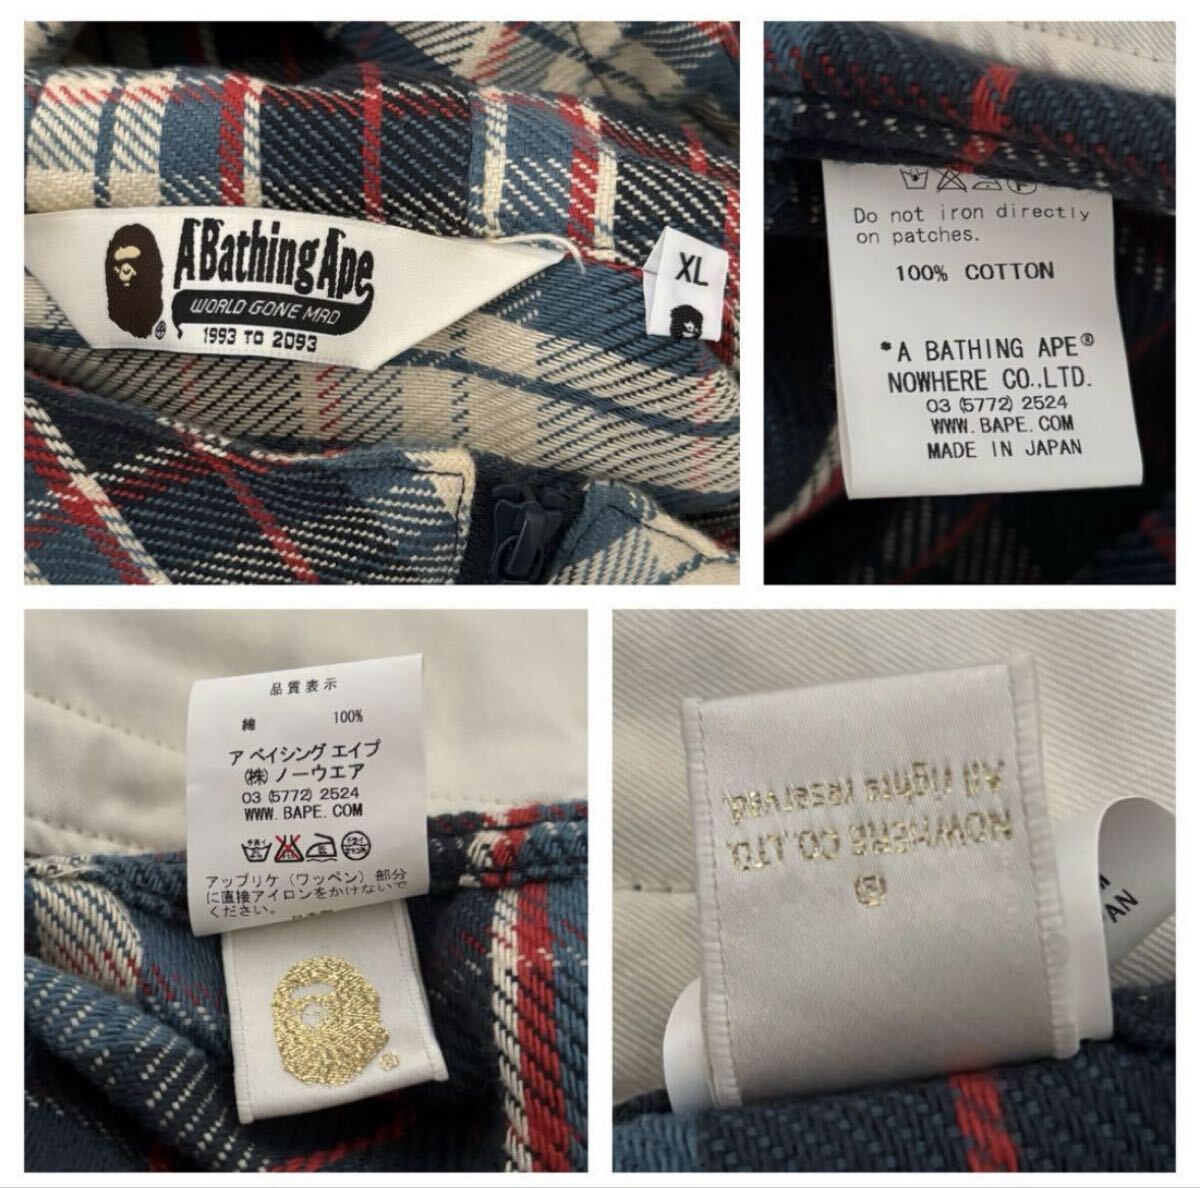 A Bathing Ape
WORLD GONE MAD
1993 TO 2093
XL
Do not iron directly
on patches.
100% COTTON
*A BATHING APE®
NOWHERE CO.,LTD.
03 (5772) 2524
WWW.BAPE.COM
MADE IN JAPAN
品質表示
綿 100%
ア ベイシング エイプ
(株) ノーウエア
03 (5772) 2524
WWW.BAPE.COM
アップリケ (ワッペン) 部分
に直接アイロンをかけないで
ください。
®
NOWHERE CO.LTD.
All rights reserved.